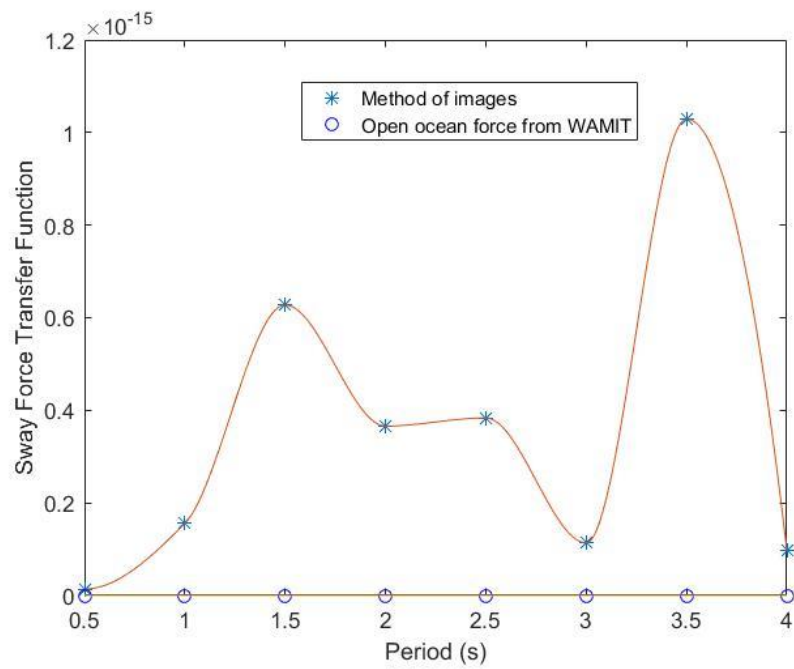 ×10-15
1.2
1
0.8
0.6
0.4
0.2
0
Sway Force Transfer Function
Method of images
Open ocean force from WAMIT
0.5 1 1.5 2 2.5 3 3.5 4
Period (s)